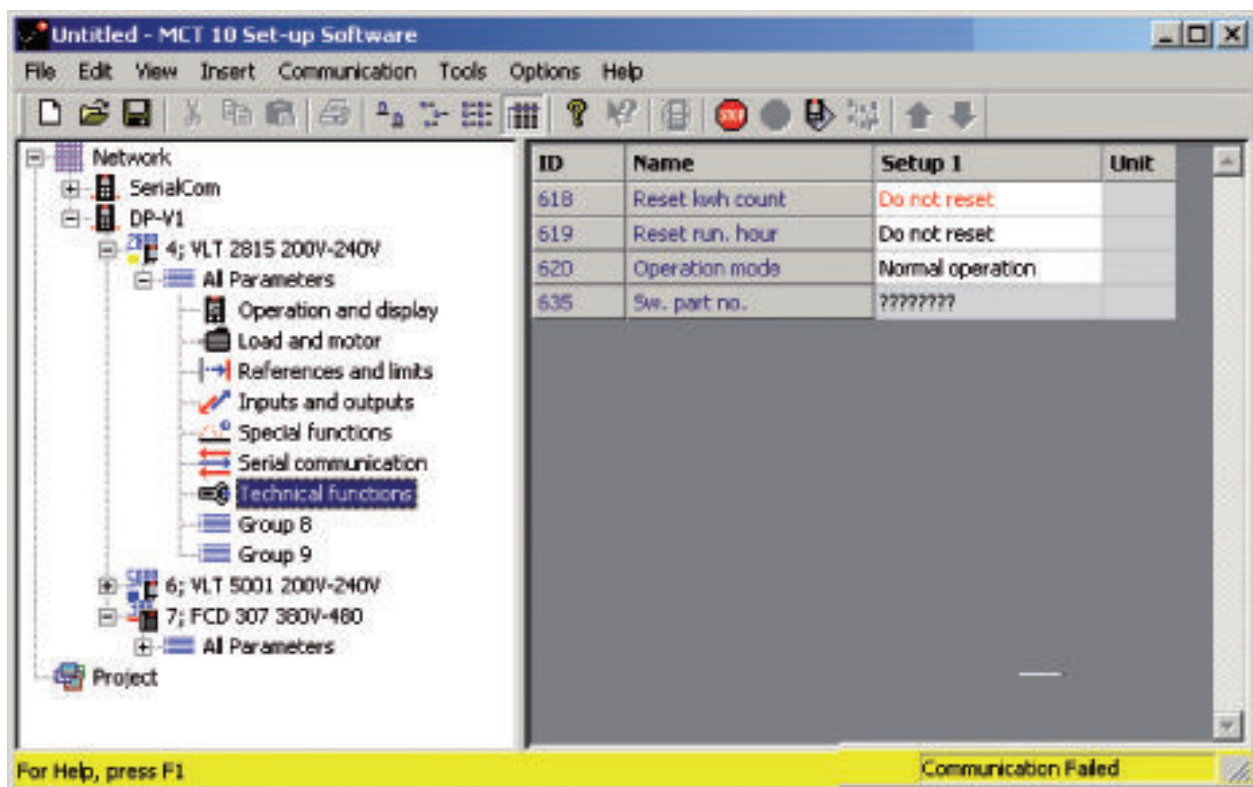 Untitled - MCT 10 Set-up Software
File Edit View Insert Communication Tools Options Help
STOP
Network
SerialCom
DP-V1
4; VLT 2815 200V-240V
All Parameters
Operation and display
Load and motor
References and limits
Inputs and outputs
Special functions
Serial communication
Technical functions
Group 8
Group 9
6; VLT 5001 200V-240V
7; FCD 307 380V-480
All Parameters
Project
ID Name Setup 1 Unit
618 Reset kwh count Do not reset
619 Reset run. hour Do not reset
620 Operation mode Normal operation
635 Sw. part no. ????????
For Help, press F1 Communication Failed